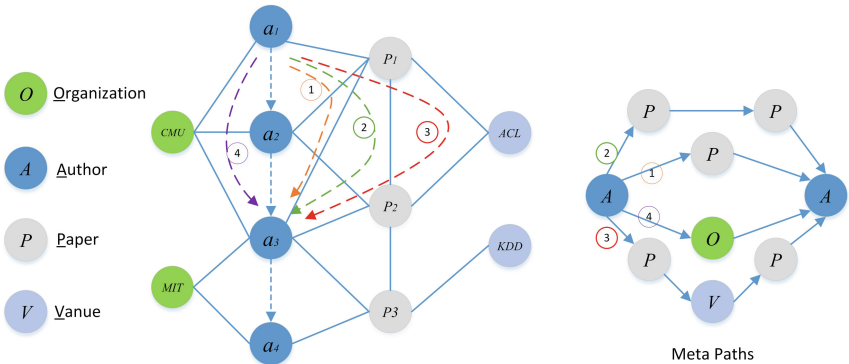 O Organization
A Author
P Paper
V Vanue
a1
P1
1
CMU
a2
2
3
ACL
4
a3
P2
KDD
MIT
P3
a4
P
P
2
1
P
A
A
4
3
O
P
P
V
Meta Paths